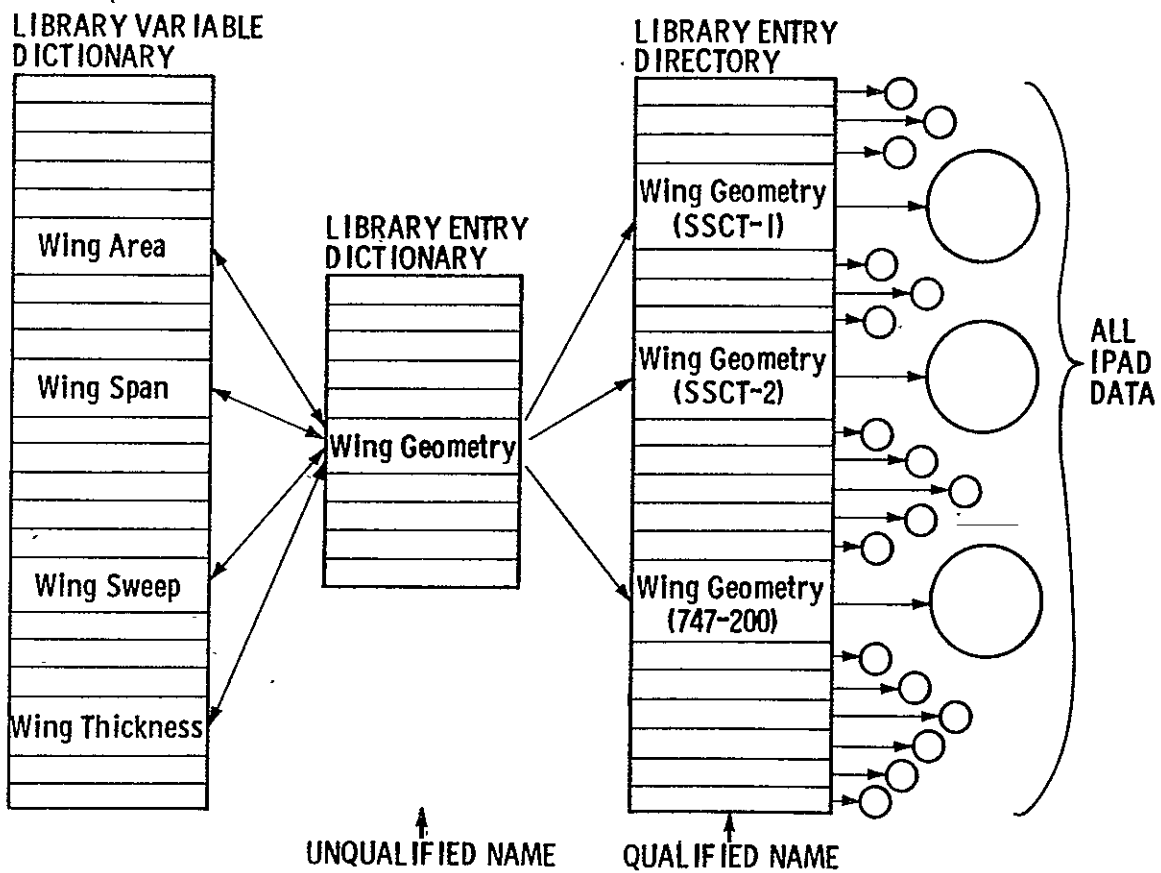 LIBRARY VARIABLE
DICTIONARY
Wing Area
Wing Span
Wing Sweep
Wing Thickness
LIBRARY ENTRY
DICTIONARY
Wing Geometry
UNQUALIFIED NAME
LIBRARY ENTRY
DIRECTORY
Wing Geometry
(SSCT-1)
Wing Geometry
(SSCT-2)
Wing Geometry
(747-200)
QUALIFIED NAME
ALL
IPAD
DATA